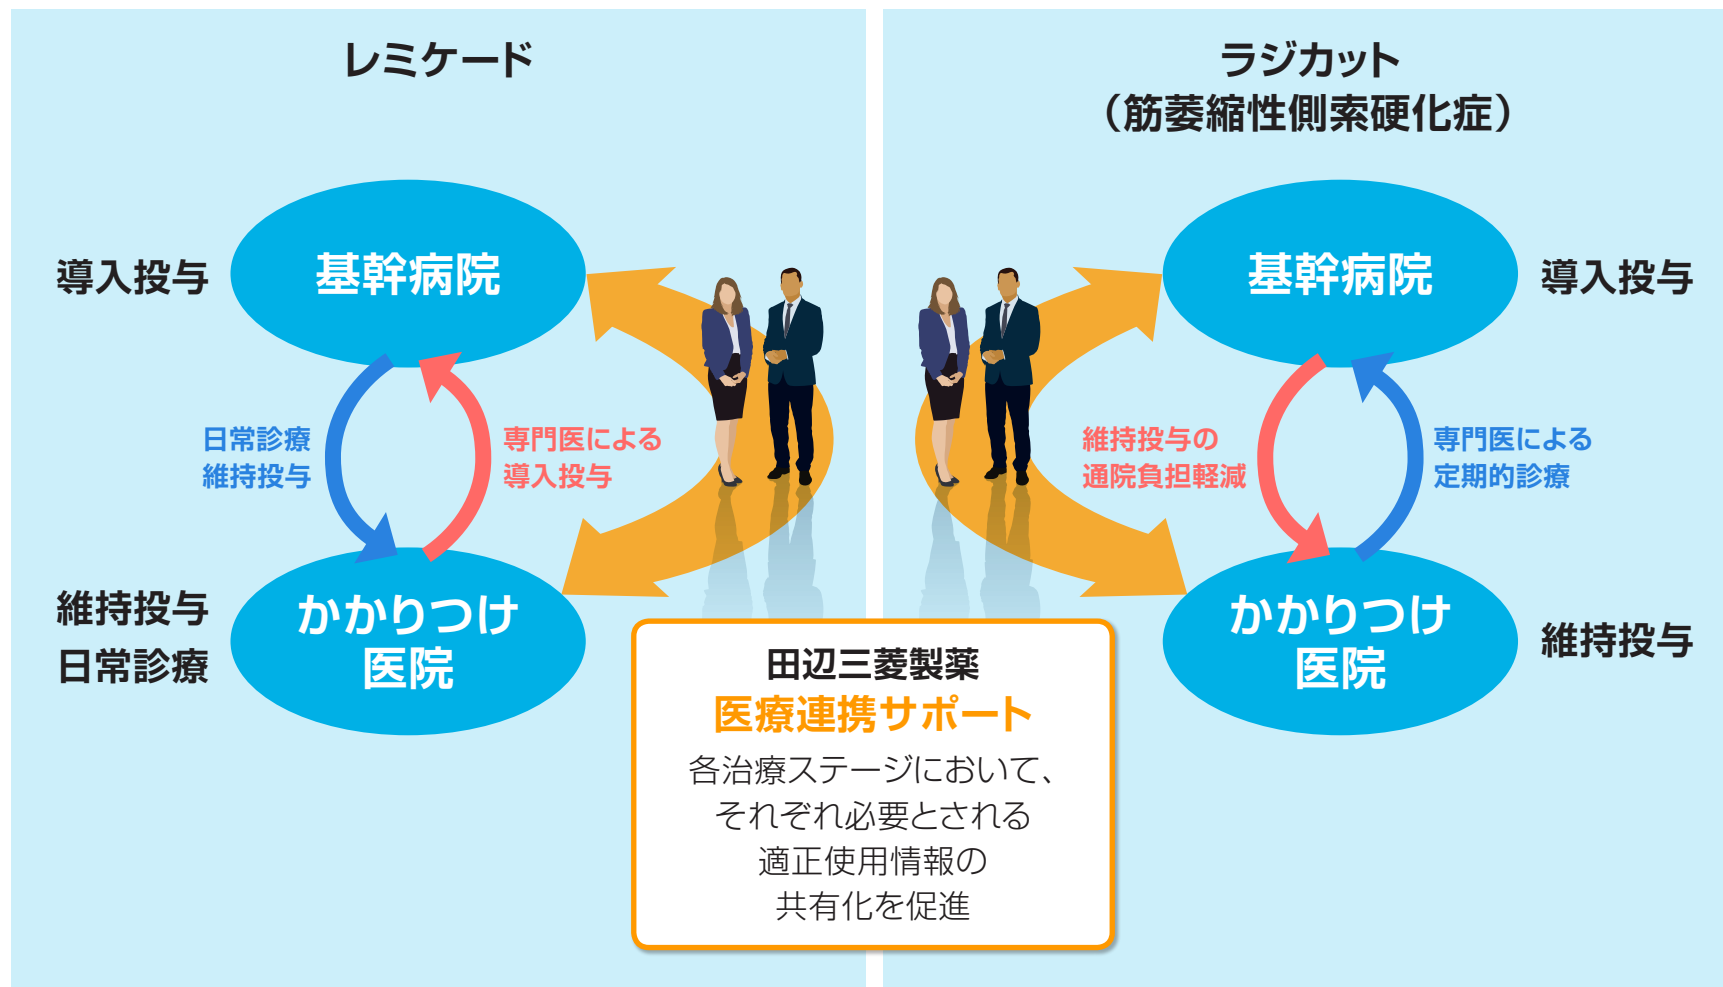 レミケード
導入投与
基幹病院
日常診療
維持投与
専門医による
導入投与
維持投与
日常診療
かかりつけ
医院
ラジカット
（筋萎縮性側索硬化症）
基幹病院
導入投与
維持投与の
通院負担軽減
専門医による
定期的診療
かかりつけ
医院
維持投与
田辺三菱製薬
医療連携サポート
各治療ステージにおいて、
それぞれ必要とされる
適正使用情報の
共有化を促進